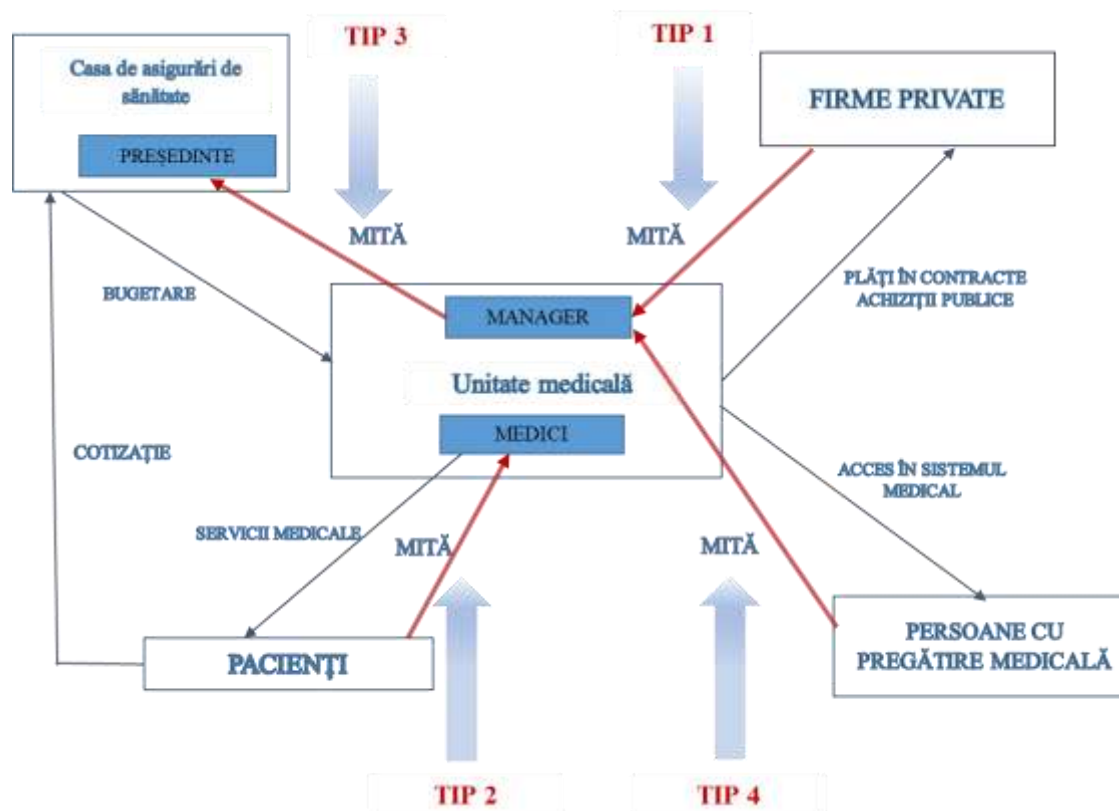 TIP 3
TIP 1
Casa de asigurări de
sănătate
PREȘEDINTE
FIRME PRIVATE
MITĂ
MITĂ
BUGETARE
PLĂȚI ÎN CONTRACTE
ACHIZIȚII PUBLICE
MANAGER
Unitate medicală
MEDICI
COTIZAȚIE
ACCES ÎN SISTEMUL
MEDICAL
SERVICII MEDICALE
MITĂ
MITĂ
PACIENȚI
PERSOANE CU
PREGĂTIRE MEDICALĂ
TIP 2
TIP 4